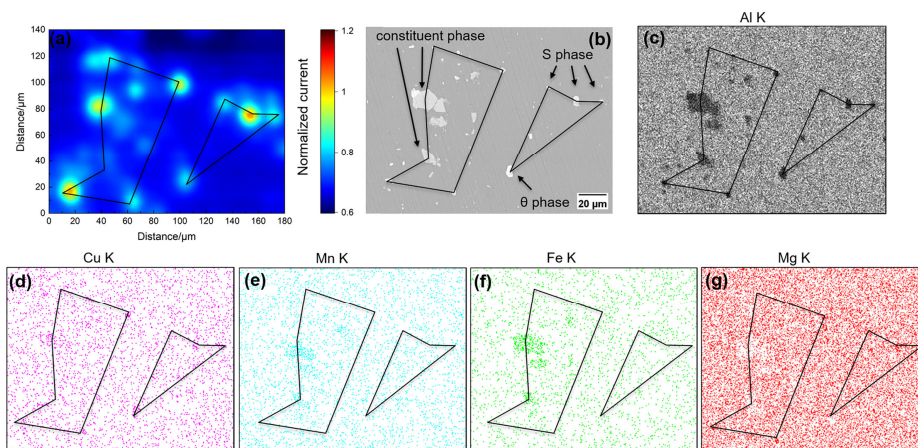 (a)
140
120
100
80
60
40
20
0
0 20 40 60 80 100 120 140 160 180
Distance/μm
Distance/μm
1.2
1
0.8
0.6
Normalized current
constituent phase
(b)
S phase
θ phase
20 μm
Al K
(c)
Cu K
(d)
Mn K
(e)
Fe K
(f)
Mg K
(g)